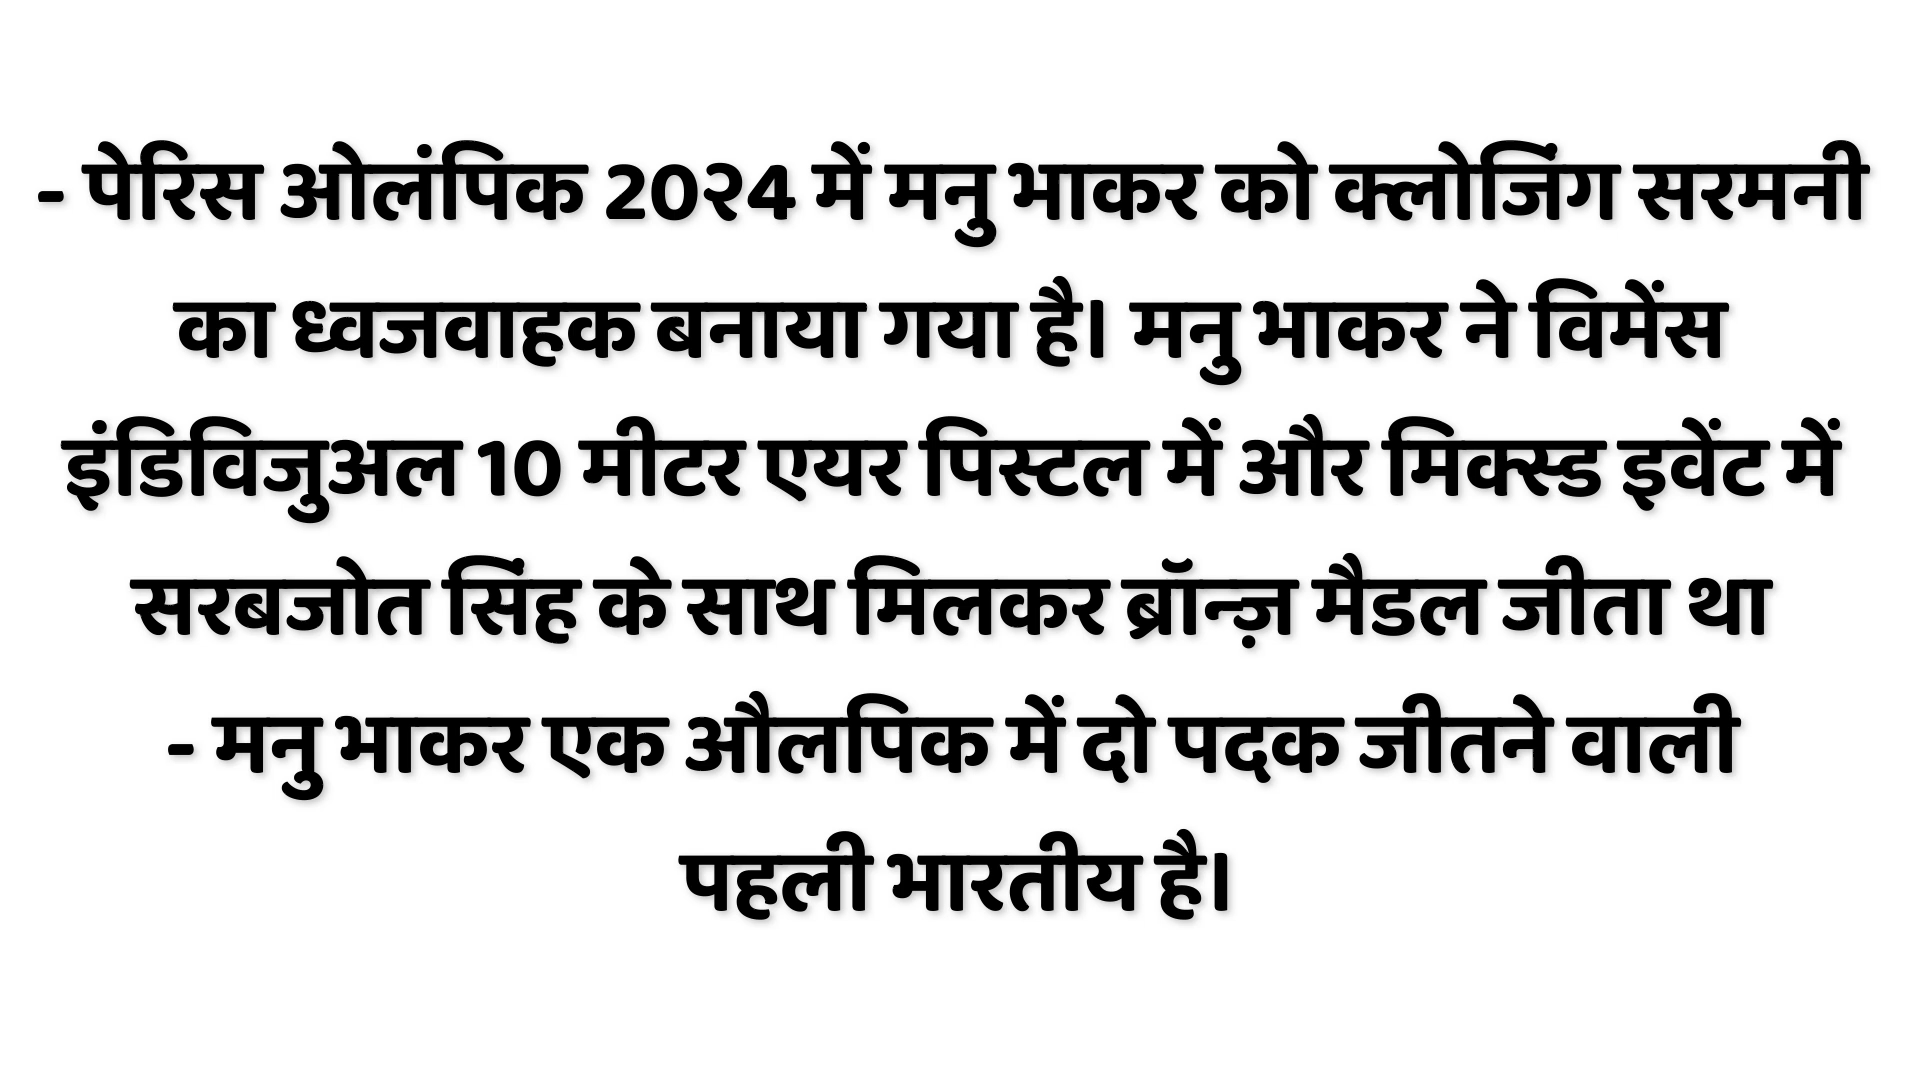 - पेरिस ओलंपिक 20२4 में मनु भाकर को क्लोजिंग सरमनी
का ध्वजवाहक बनाया गया है। मनु भाकर ने विमेंस
इंडिविजुअल 10 मीटर एयर पिस्टल में और मिक्स्ड इवेंट में
सरबजोत सिंह के साथ मिलकर ब्रॉन्ज़ मैडल जीता था
- मनु भाकर एक औलपिक में दो पदक जीतने वाली
पहली भारतीय है।